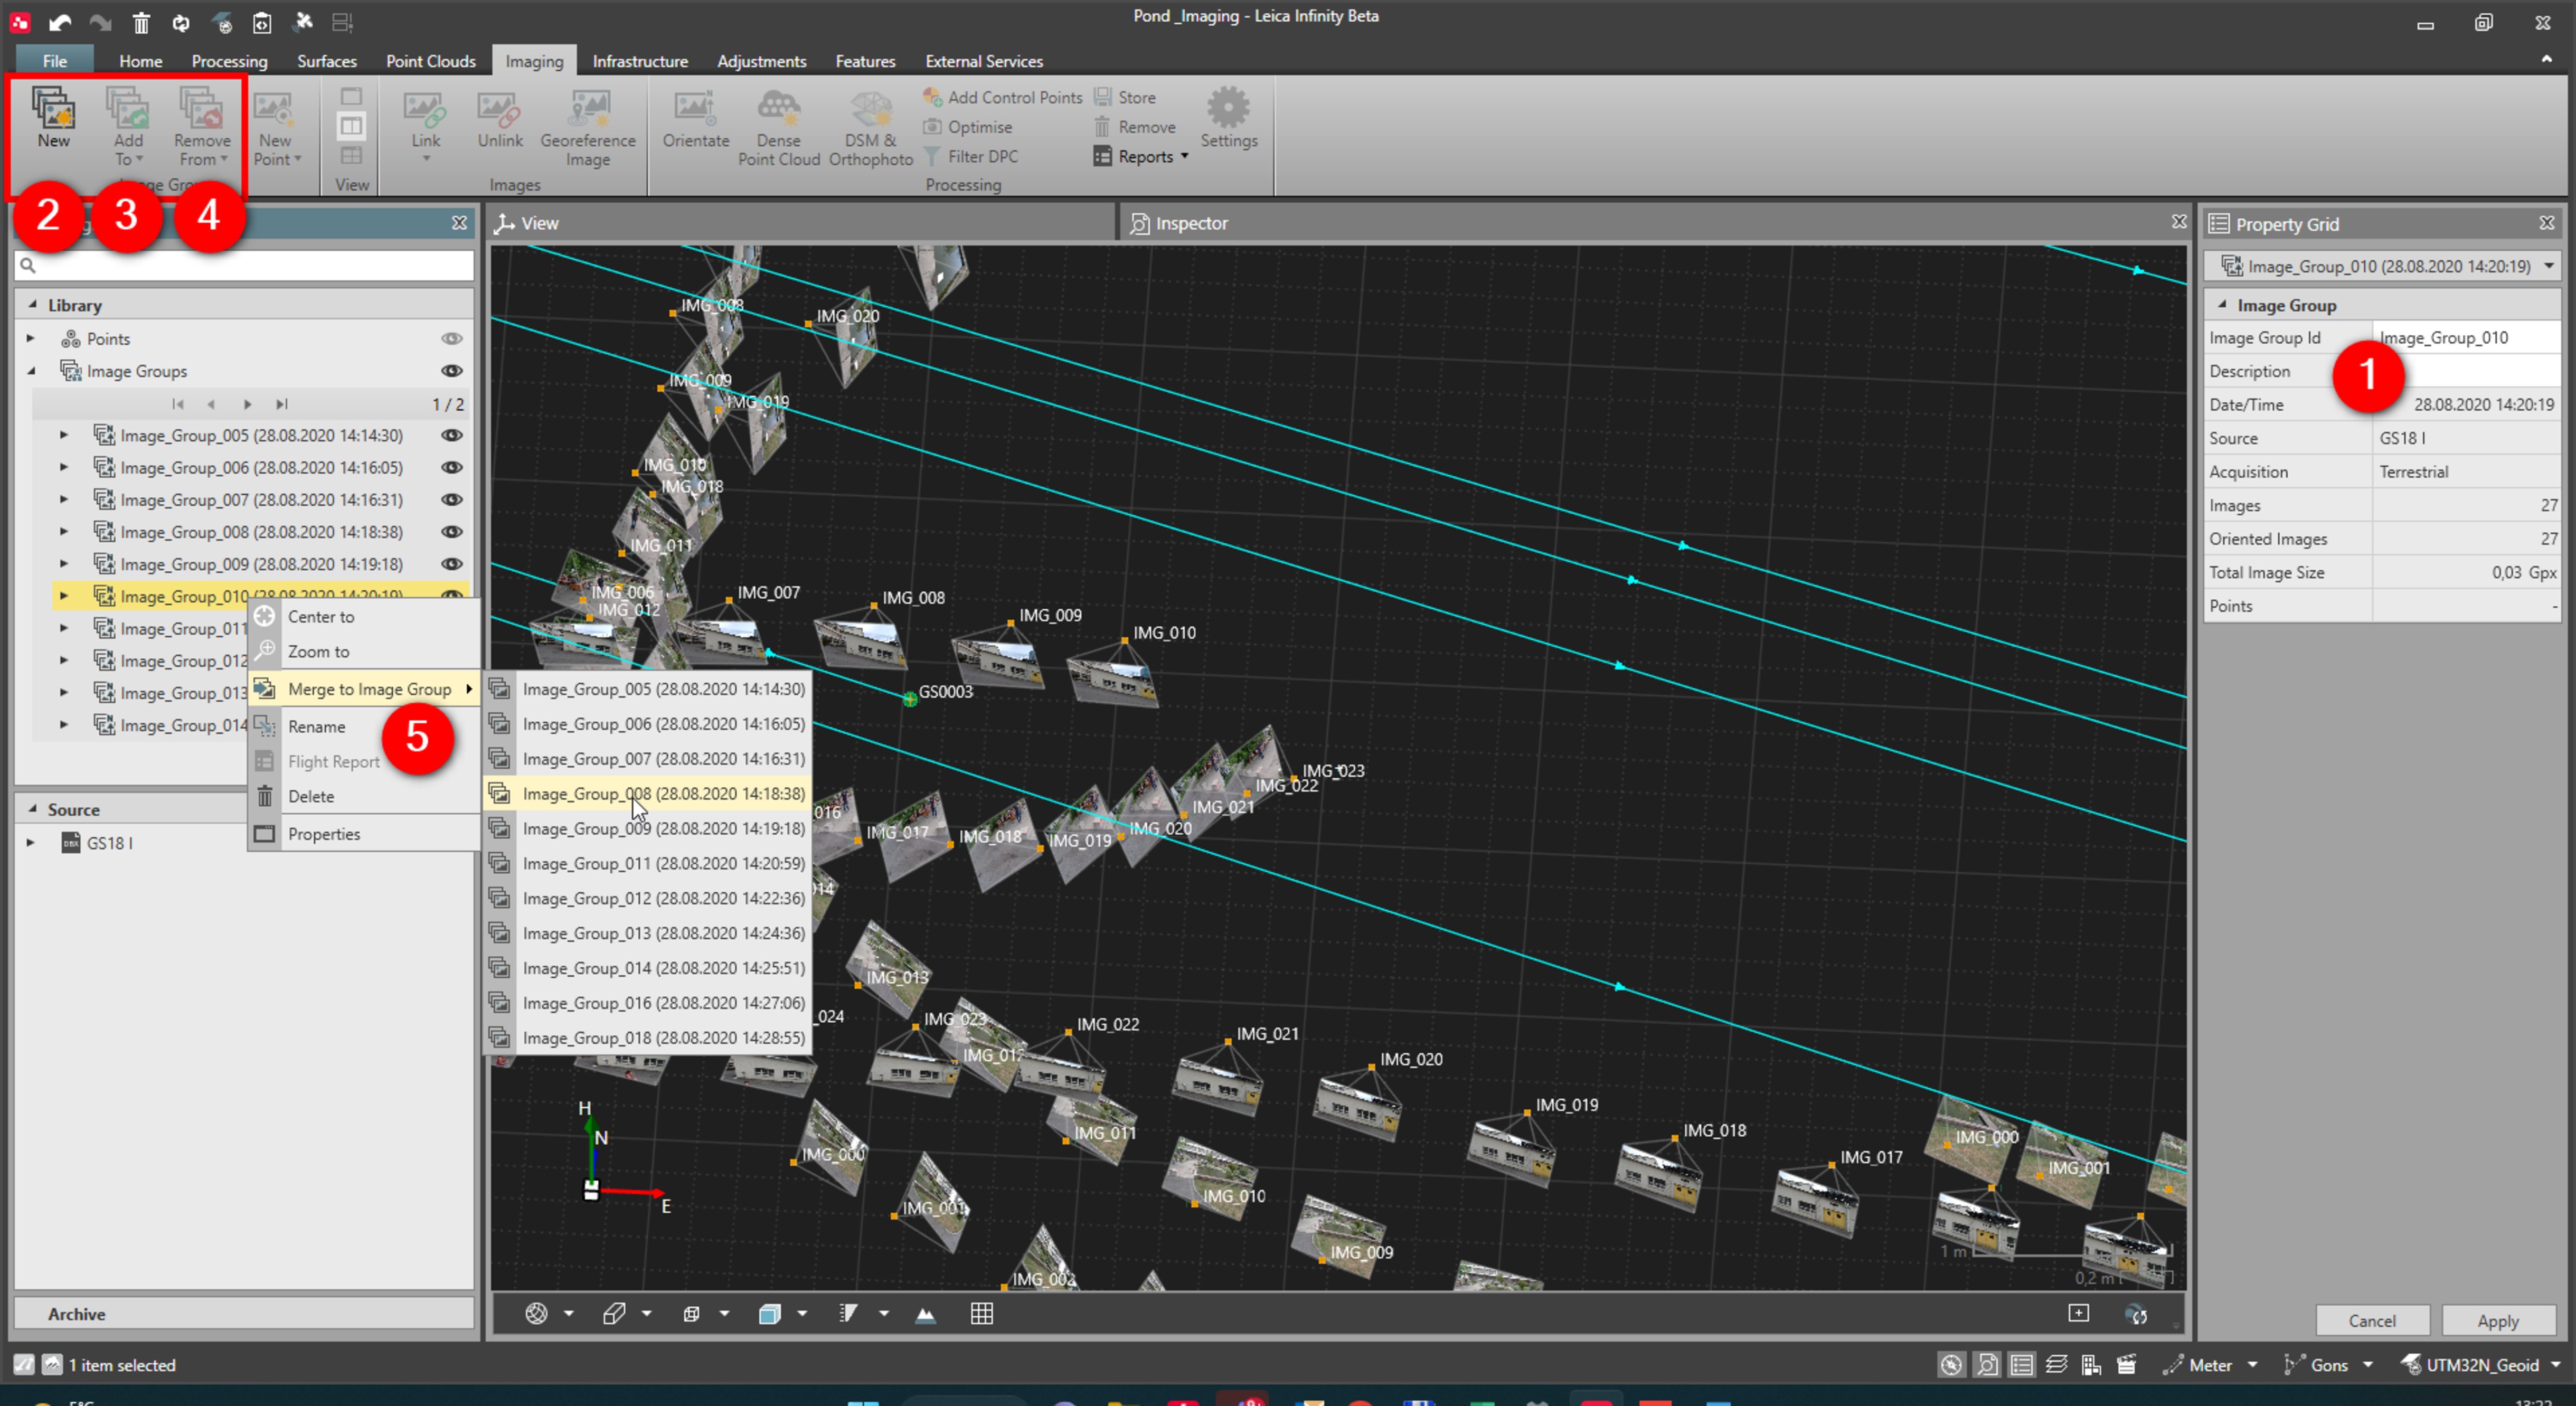 Pond _Imaging - Leica Infinity Beta
File Home Processing Surfaces Point Clouds Imaging Infrastructure Adjustments Features External Services
New
Add To
Remove From
New Point
View
Link
Unlink
Georeference Image
Images
Orientate
Dense Point Cloud
DSM & Orthophoto
Add Control Points
Optimise
Filter DPC
Store
Remove
Reports
Settings
Processing
2 3 4
Library
Points
Image Groups
1 / 2
Image_Group_005 (28.08.2020 14:14:30)
Image_Group_006 (28.08.2020 14:16:05)
Image_Group_007 (28.08.2020 14:16:31)
Image_Group_008 (28.08.2020 14:18:38)
Image_Group_009 (28.08.2020 14:19:18)
Image_Group_010 (28.08.2020 14:20:19)
Image_Group_011
Image_Group_012
Image_Group_013
Image_Group_014
Center to
Zoom to
Merge to Image Group
Rename
Flight Report
Delete
Properties
5
Source
GS18 I
Archive
Image_Group_005 (28.08.2020 14:14:30)
Image_Group_006 (28.08.2020 14:16:05)
Image_Group_007 (28.08.2020 14:16:31)
Image_Group_008 (28.08.2020 14:18:38)
Image_Group_009 (28.08.2020 14:19:18)
Image_Group_011 (28.08.2020 14:20:59)
Image_Group_012 (28.08.2020 14:22:36)
Image_Group_013 (28.08.2020 14:24:36)
Image_Group_014 (28.08.2020 14:25:51)
Image_Group_016 (28.08.2020 14:27:06)
Image_Group_018 (28.08.2020 14:28:55)
View
Inspector
IMG_008
IMG_020
IMG_009
IMG_019
IMG_010
IMG_018
IMG_011
IMG_006
IMG_012
IMG_007
IMG_008
IMG_009
IMG_010
GS0003
IMG_023
IMG_022
IMG_021
IMG_020
016
IMG_017
IMG_018
IMG_019
014
IMG_013
_024
IMG_023
IMG_022
IMG_021
IMG_012
IMG_020
IMG_019
IMG_011
IMG_018
IMG_000
IMG_017
IMG_000
IMG_001
IMG_010
IMG_001
IMG_009
IMG_002
H
N
E
1 m
0,2 m
Property Grid
Image_Group_010 (28.08.2020 14:20:19)
Image Group
Image Group Id Image_Group_010
Description
1
Date/Time 28.08.2020 14:20:19
Source GS18 I
Acquisition Terrestrial
Images 27
Oriented Images 27
Total Image Size 0,03 Gpx
Points -
Cancel Apply
1 item selected
Meter Gons UTM32N_Geoid